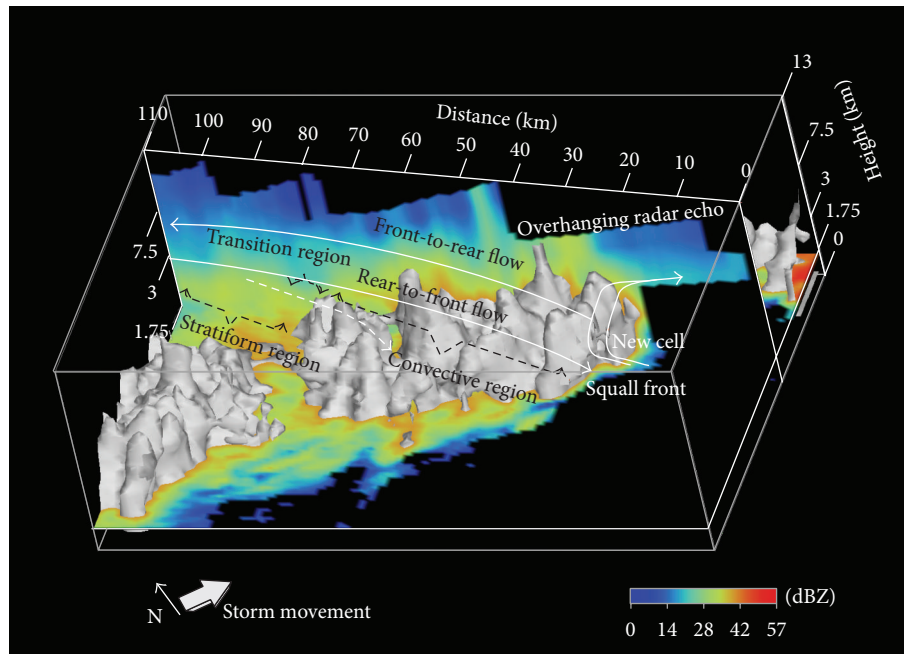 Distance (km)
110
100
90
80
70
60
50
40
30
20
10
0
13
7.5
3
1.75
0
Height (km)
Overhanging radar echo
Front-to-rear flow
Transition region
Rear-to-front flow
7.5
3
1.75
Stratiform region
Convective region
New cell
Squall front
N
Storm movement
(dBZ)
0 14 28 42 57